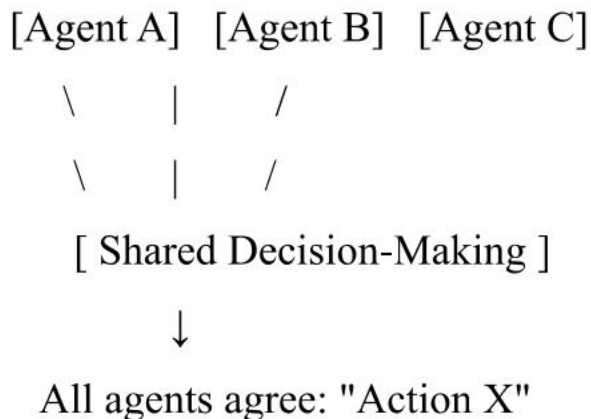 [Agent A] [Agent B] [Agent C]
\ | /
\ | /
[ Shared Decision-Making ]
↓
All agents agree: "Action X"